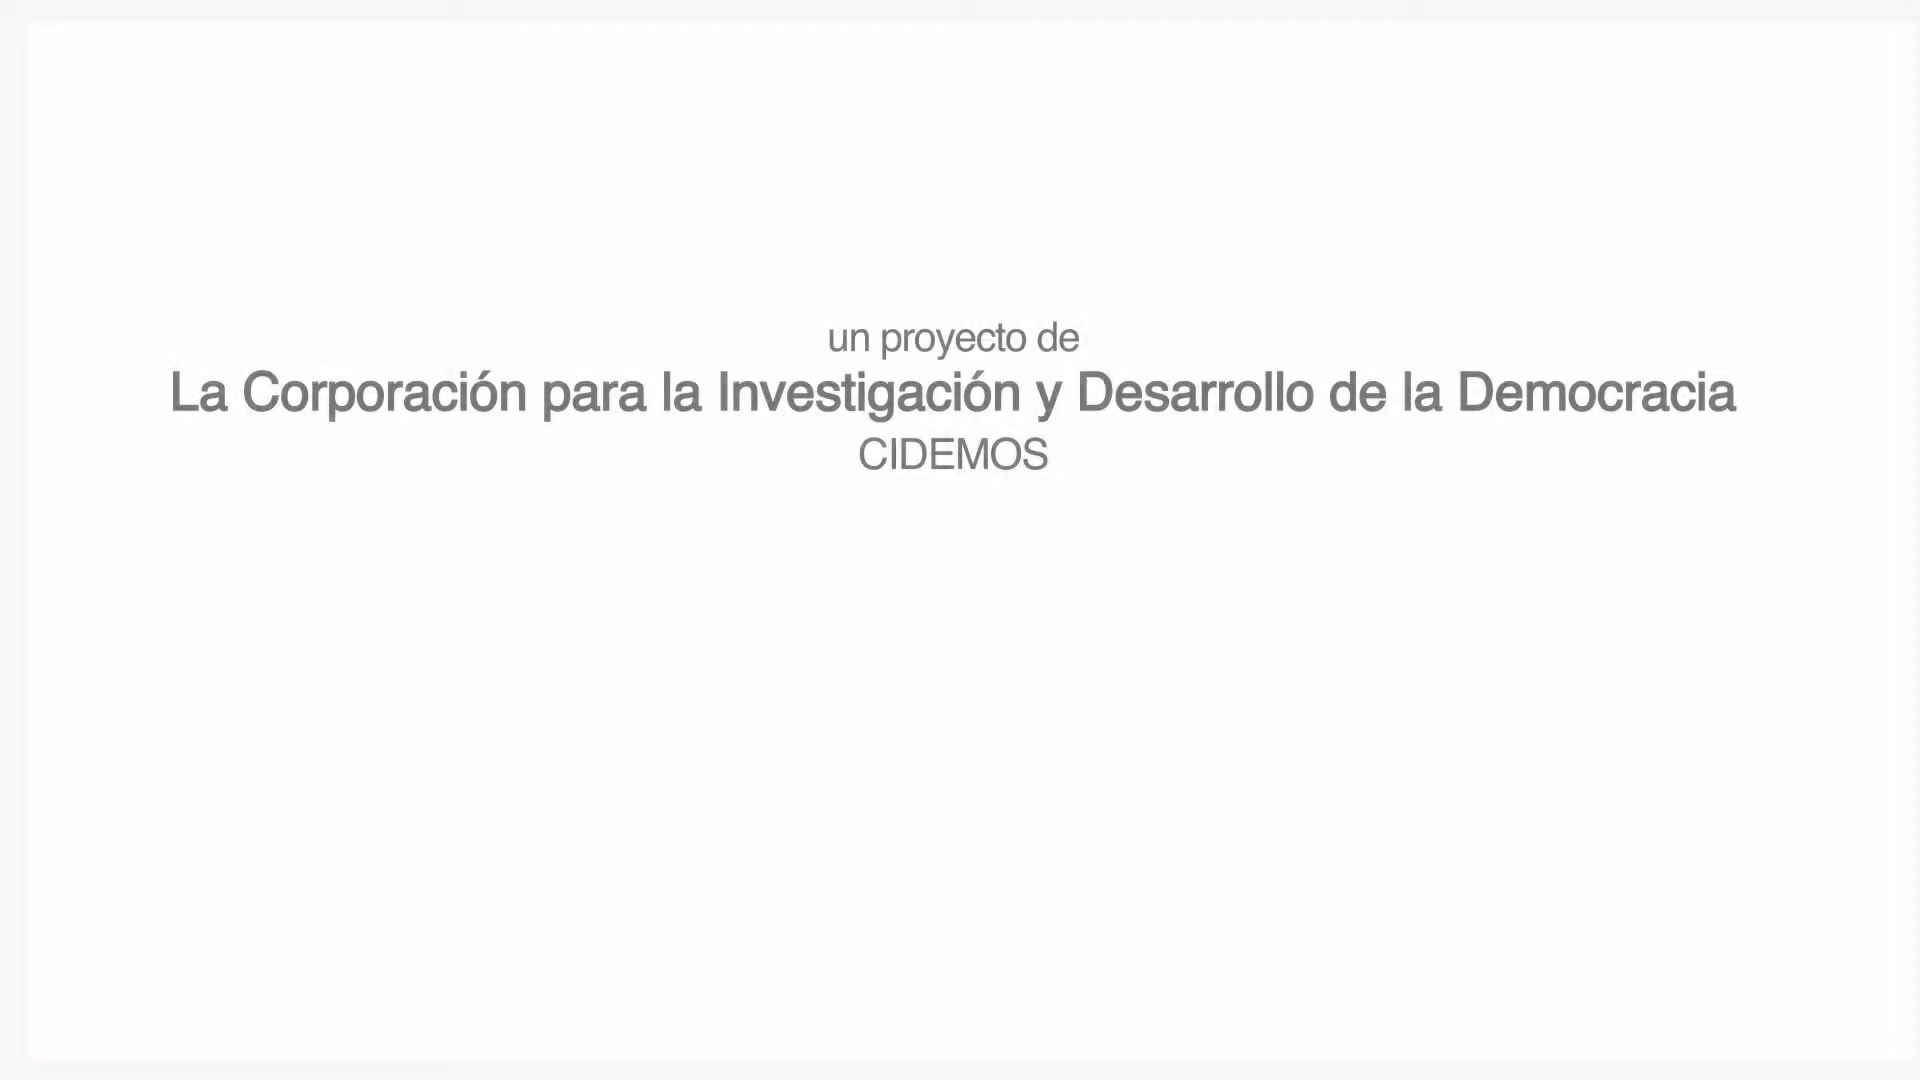 un proyecto de
La Corporación para la Investigación y Desarrollo de la Democracia
CIDEMOS